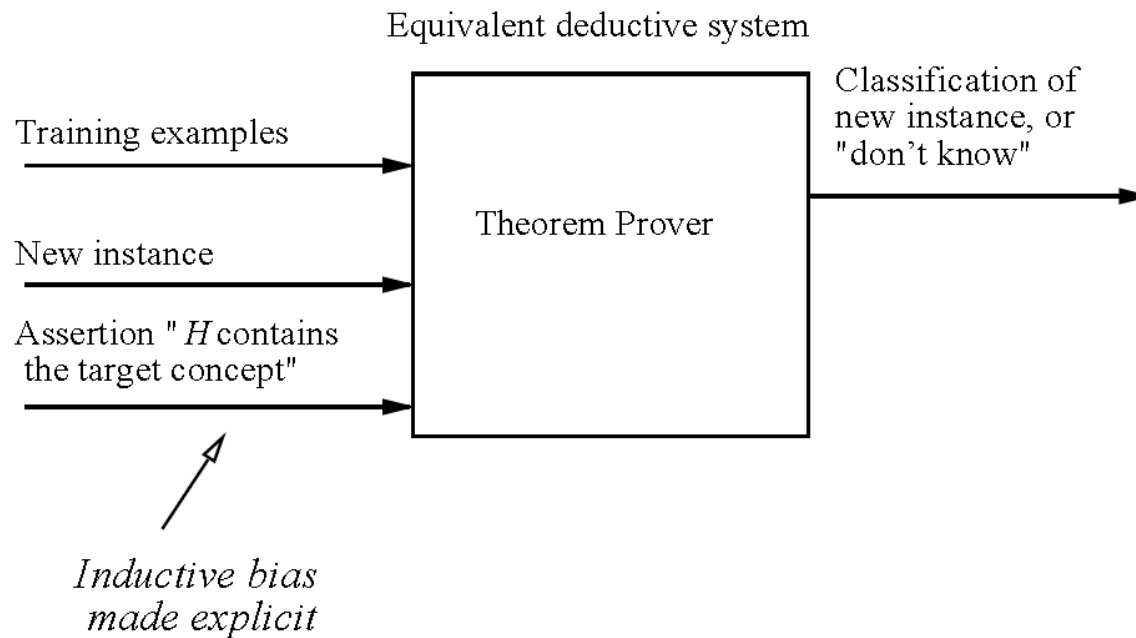 Equivalent deductive system
Training examples
New instance
Assertion " H contains
the target concept"
Theorem Prover
Classification of
new instance, or
"don’t know"
Inductive bias
made explicit